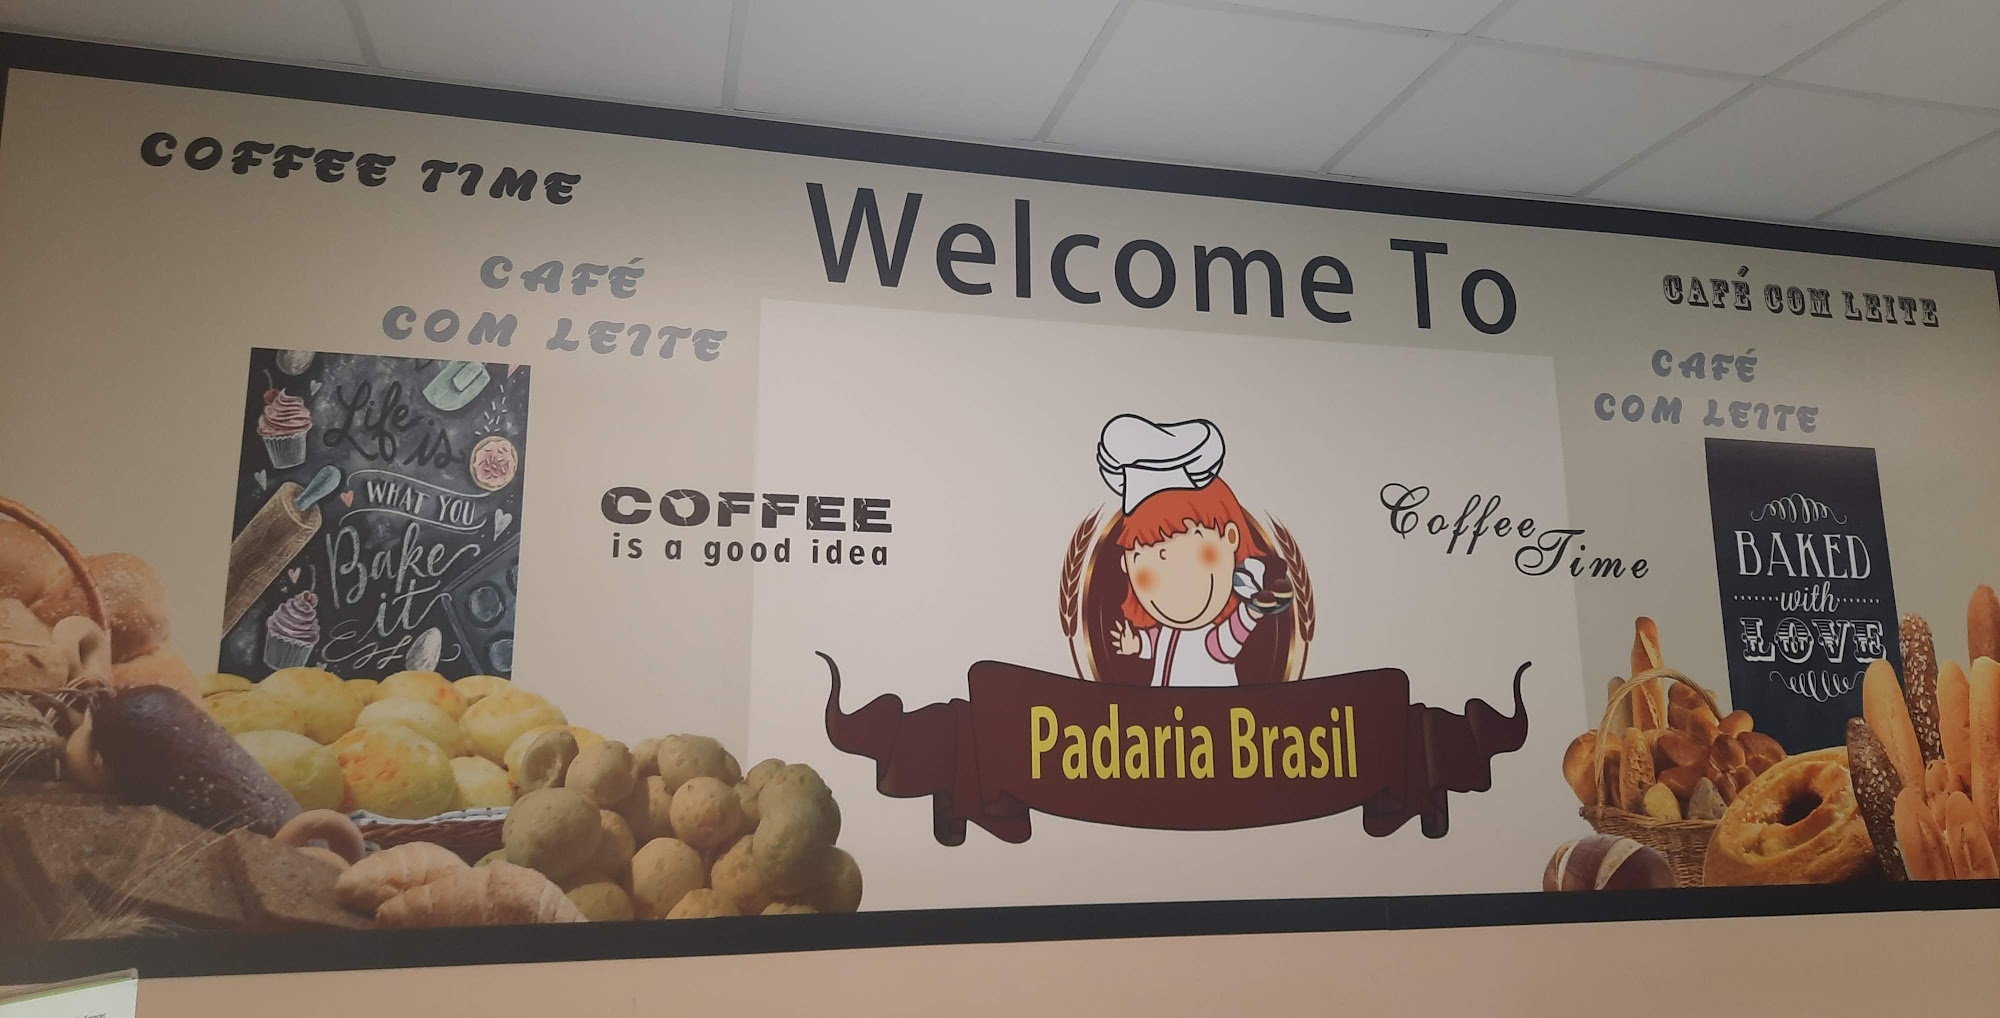 COFFEE TIME
CAFÉ
COM LEITE
Life is
WHAT YOU
Bake
it
COFFEE
is a good idea
Welcome To
Padaria Brasil
Coffee
Time
CAFÉ COM LEITE
CAFÉ
COM LEITE
BAKED
with
LOVE